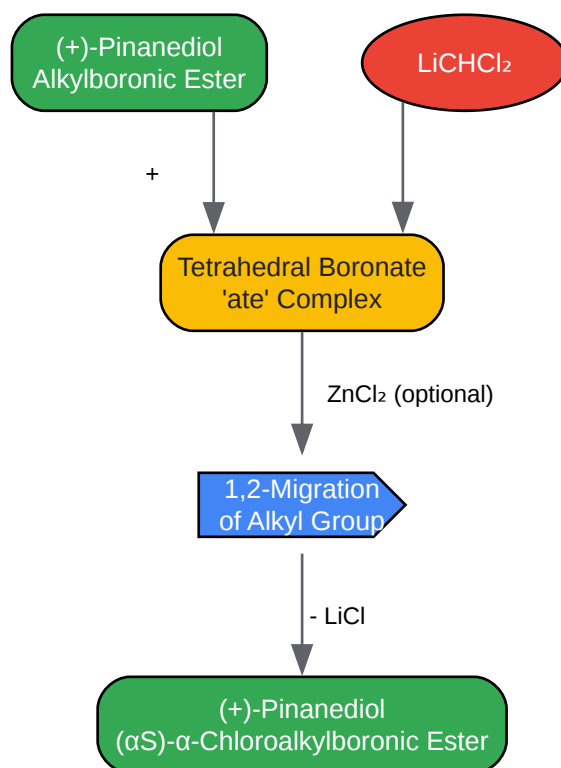 (+)-Pinanediol
Alkylboronic Ester
LiCHCl₂
+
Tetrahedral Boronate
'ate' Complex
ZnCl₂ (optional)
1,2-Migration
of Alkyl Group
- LiCl
(+)-Pinanediol
(αS)-α-Chloroalkylboronic Ester